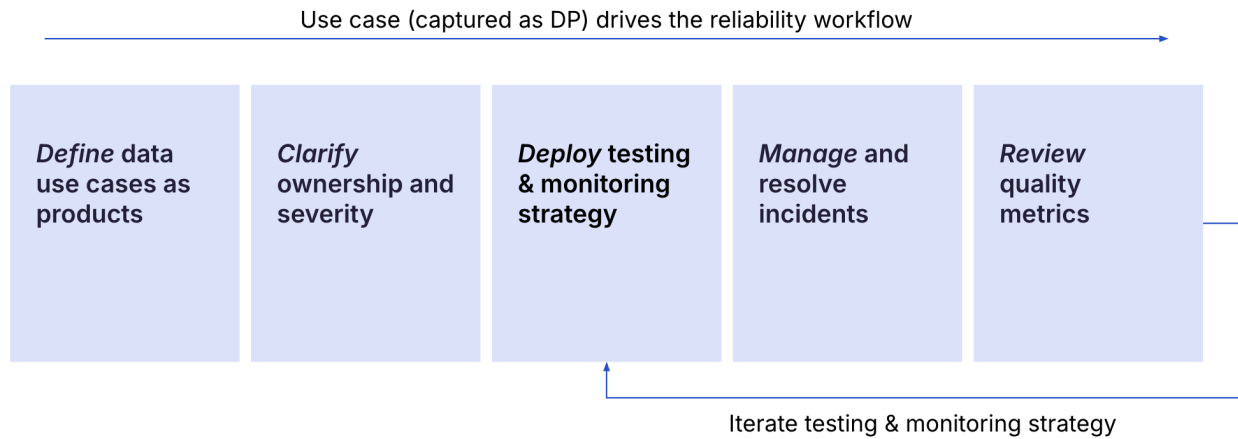 Use case (captured as DP) drives the reliability workflow
Define data
use cases as
products
Clarify
ownership and
severity
Deploy testing
& monitoring
strategy
Manage and
resolve
incidents
Review
quality
metrics
Iterate testing & monitoring strategy